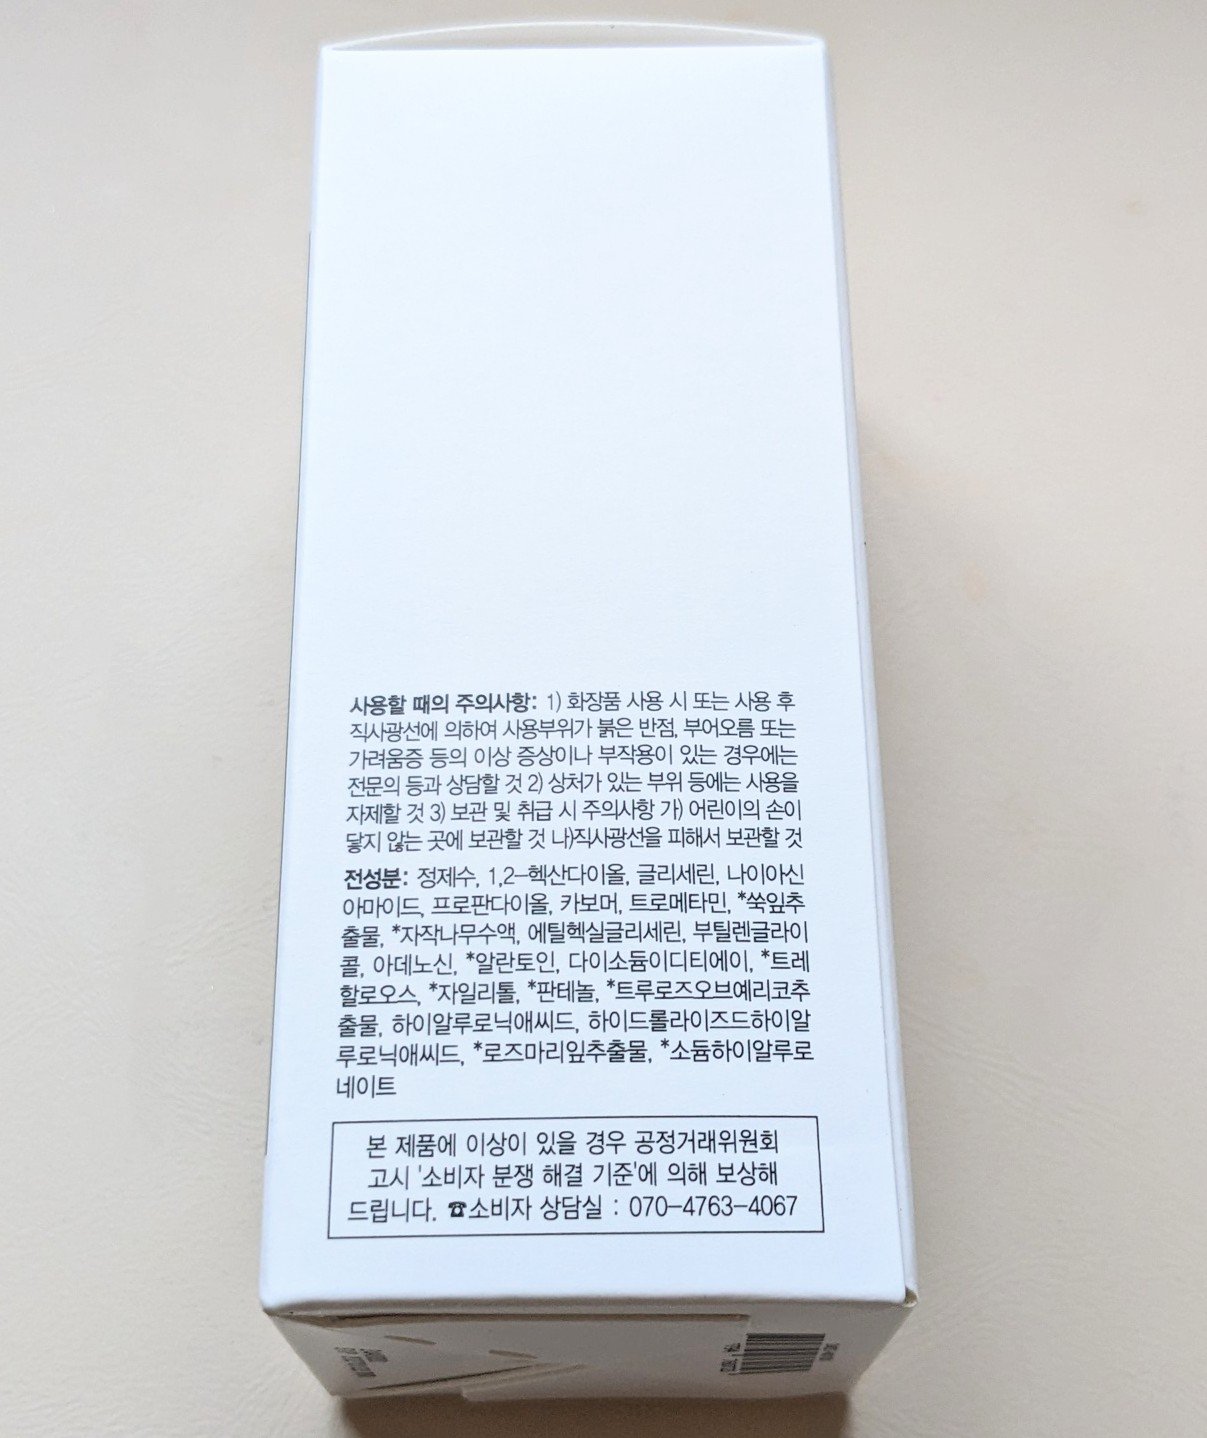 사용할 때의 주의사항: 1) 화장품 사용 시 또는 사용 후
직사광선에 의하여 사용부위가 붉은 반점, 부어오름 또는
가려움증 등의 이상 증상이나 부작용이 있는 경우에는
전문의 등과 상담할 것 2) 상처가 있는 부위 등에는 사용을
자제할 것 3) 보관 및 취급 시 주의사항 가) 어린이의 손이
닿지 않는 곳에 보관할 것 나)직사광선을 피해서 보관할 것
전성분: 정제수, 1,2-헥산다이올, 글리세린, 나이아신
아마이드, 프로판다이올, 카보머, 트로메타민, *쑥잎추
출물, *자작나무수액, 에틸헥실글리세린, 부틸렌글라이
콜, 아데노신, *알란토인, 다이소듐이디티에이, *트레
할로오스, *자일리톨, *판테놀, *트루로즈오브예리코추
출물, 하이알루로닉애씨드, 하이드롤라이즈드하이알
루로닉애씨드, *로즈마리잎추출물, *소듐하이알루로
네이트
본 제품에 이상이 있을 경우 공정거래위원회
고시 '소비자 분쟁 해결 기준'에 의해 보상해
드립니다. ☎소비자 상담실 : 070-4763-4067